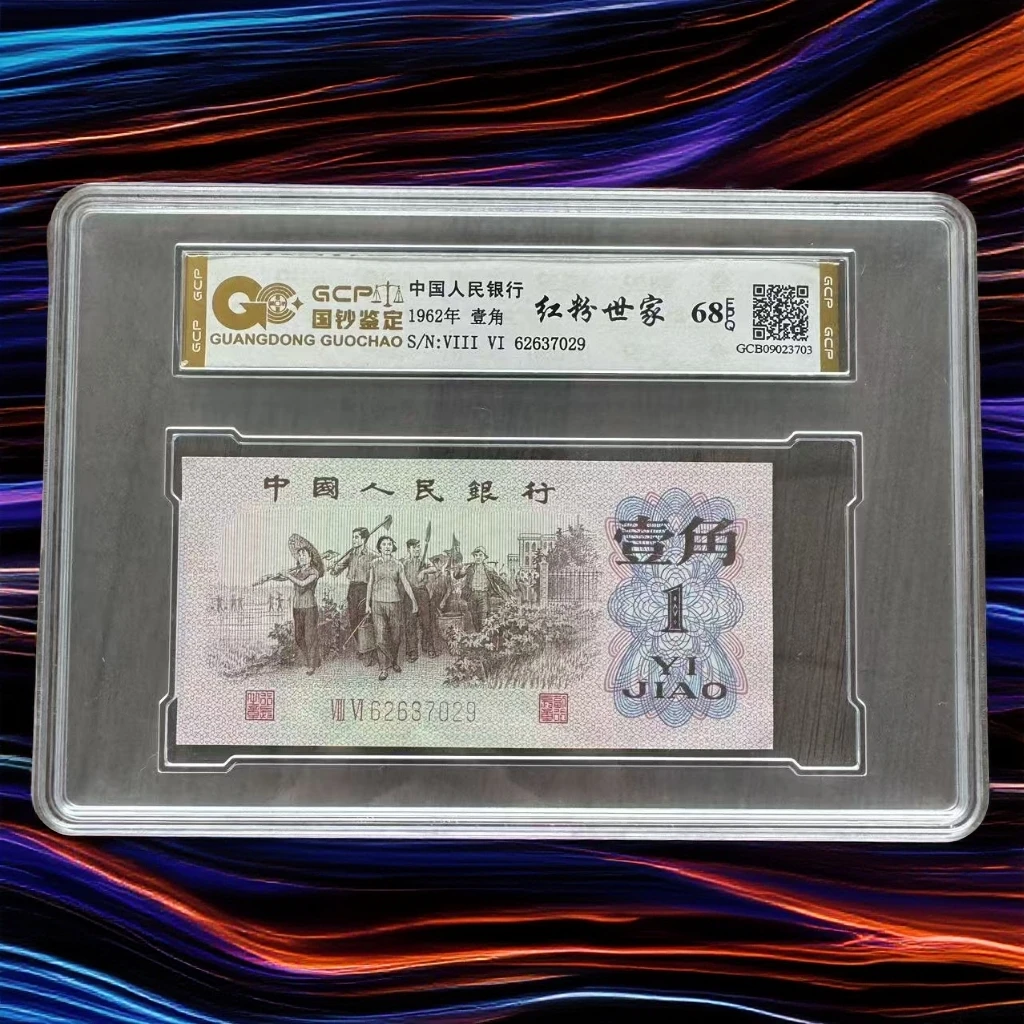 GCP
GCP
GCP
国钞鉴定
GUANGDONG GUOCHAO
中国人民银行
1962年 壹角
S/N:VIII VI 62637029
红粉世家
68
EPQ
GCB09023703
GCP
GCP
中國人民銀行
壹角
1
YI
JIAO
VIII VI 62637029